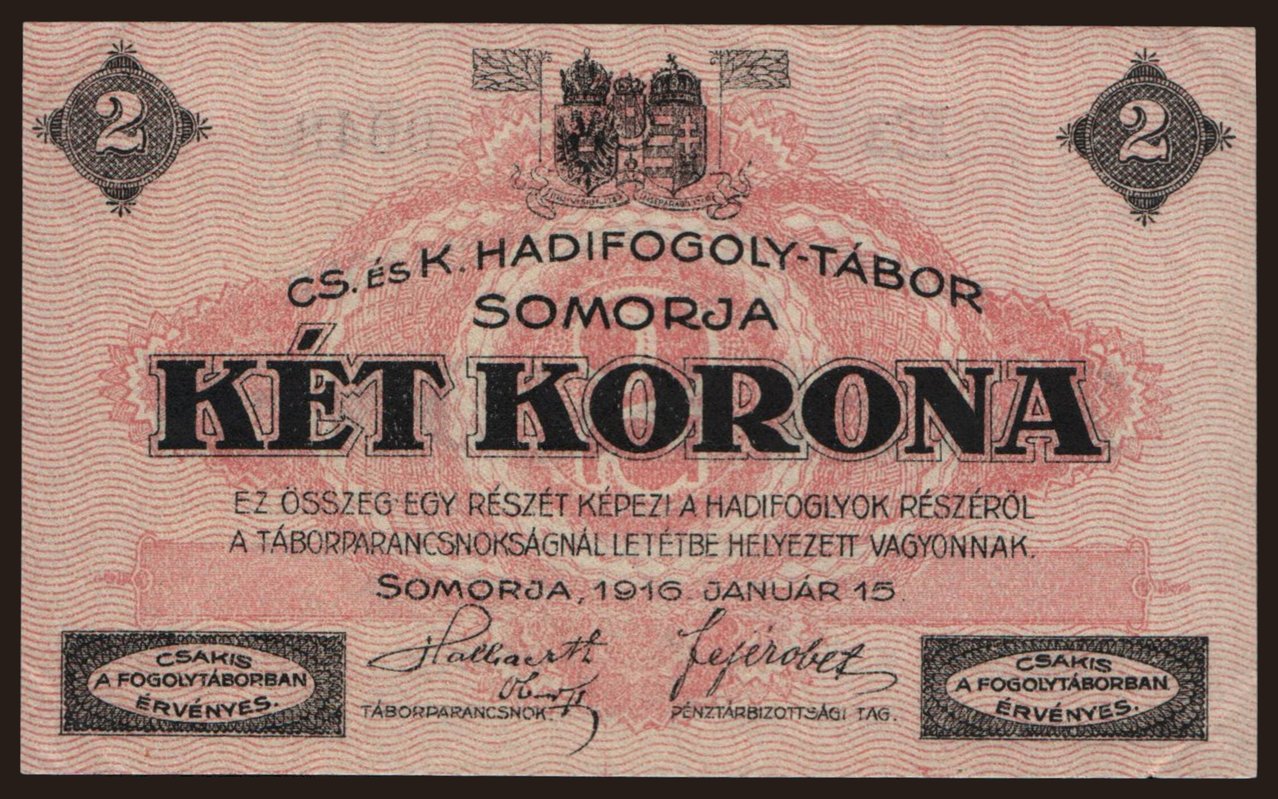 2
2
CS. ÉS K. HADIFOGOLY-TÁBOR
SOMORJA
2
KÉT KORONA
EZ ÖSSZEG EGY RÉSZÉT KÉPEZI A HADIFOGLYOK RÉSZÉRŐL
A TÁBORPARANCSNOKSÁGNÁL LETÉTBE HELYEZETT VAGYONNAK.
SOMORJA, 1916. JANUÁR 15.
TÁBORPARANCSNOK.
PÉNZTÁRBIZOTTSÁGI TAG.
CSAKIS
A FOGOLYTÁBORBAN
ÉRVÉNYES.
CSAKIS
A FOGOLYTÁBORBAN
ÉRVÉNYES.